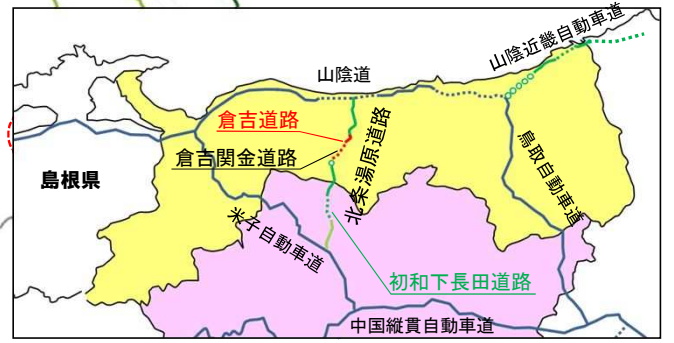 山陰近畿自動車道
山陰道
倉吉道路
倉吉関金道路
北条湯原道路
鳥取自動車道
島根県
米子自動車道
初和下長田道路
中国縦貫自動車道